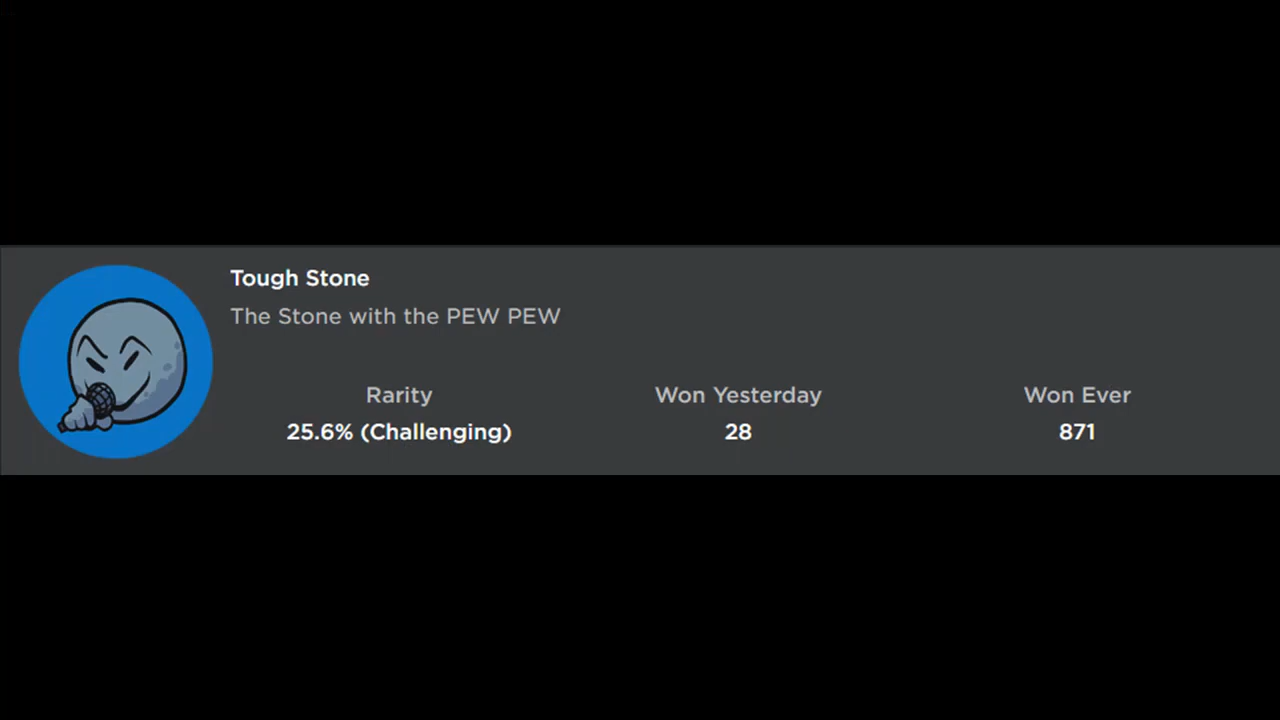 Tough Stone
The Stone with the PEW PEW
Rarity Won Yesterday Won Ever
25.6% (Challenging) 28 871